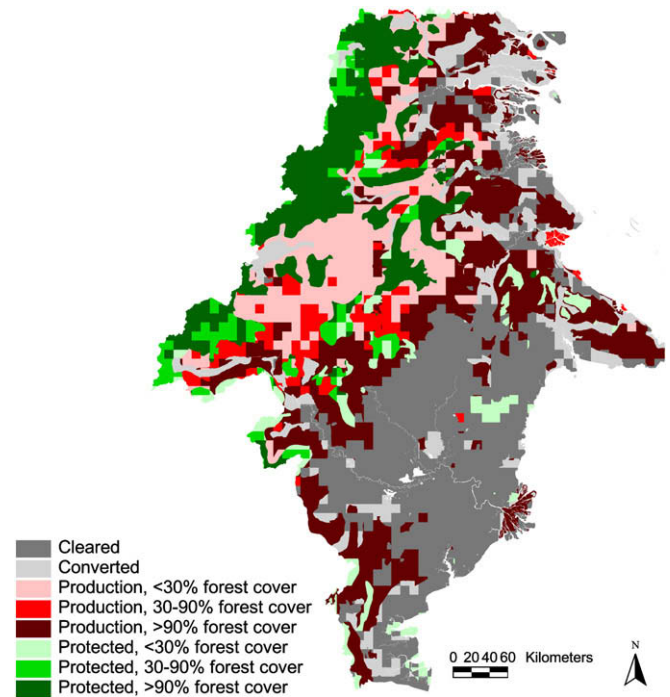 Cleared
Converted
Production, <30% forest cover
Production, 30-90% forest cover
Production, >90% forest cover
Protected, <30% forest cover
Protected, 30-90% forest cover
Protected, >90% forest cover
0 20 40 60 Kilometers
N